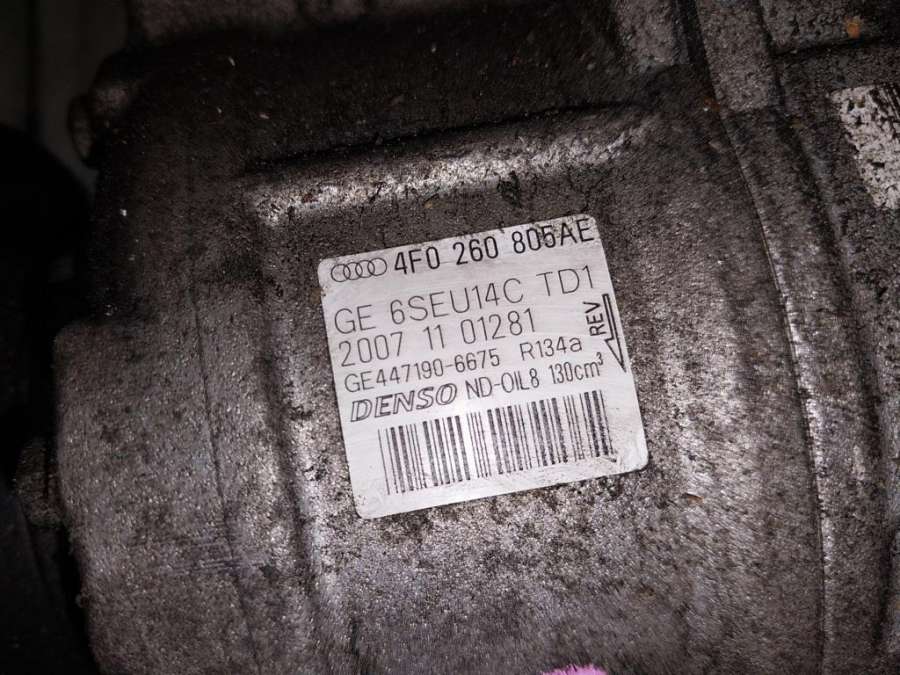 4F0 260 805AE
GE 6SEU14C TD1
2007 11 01281
REV
GE447190-6675 R134a
DENSO ND-OIL8 130cm³